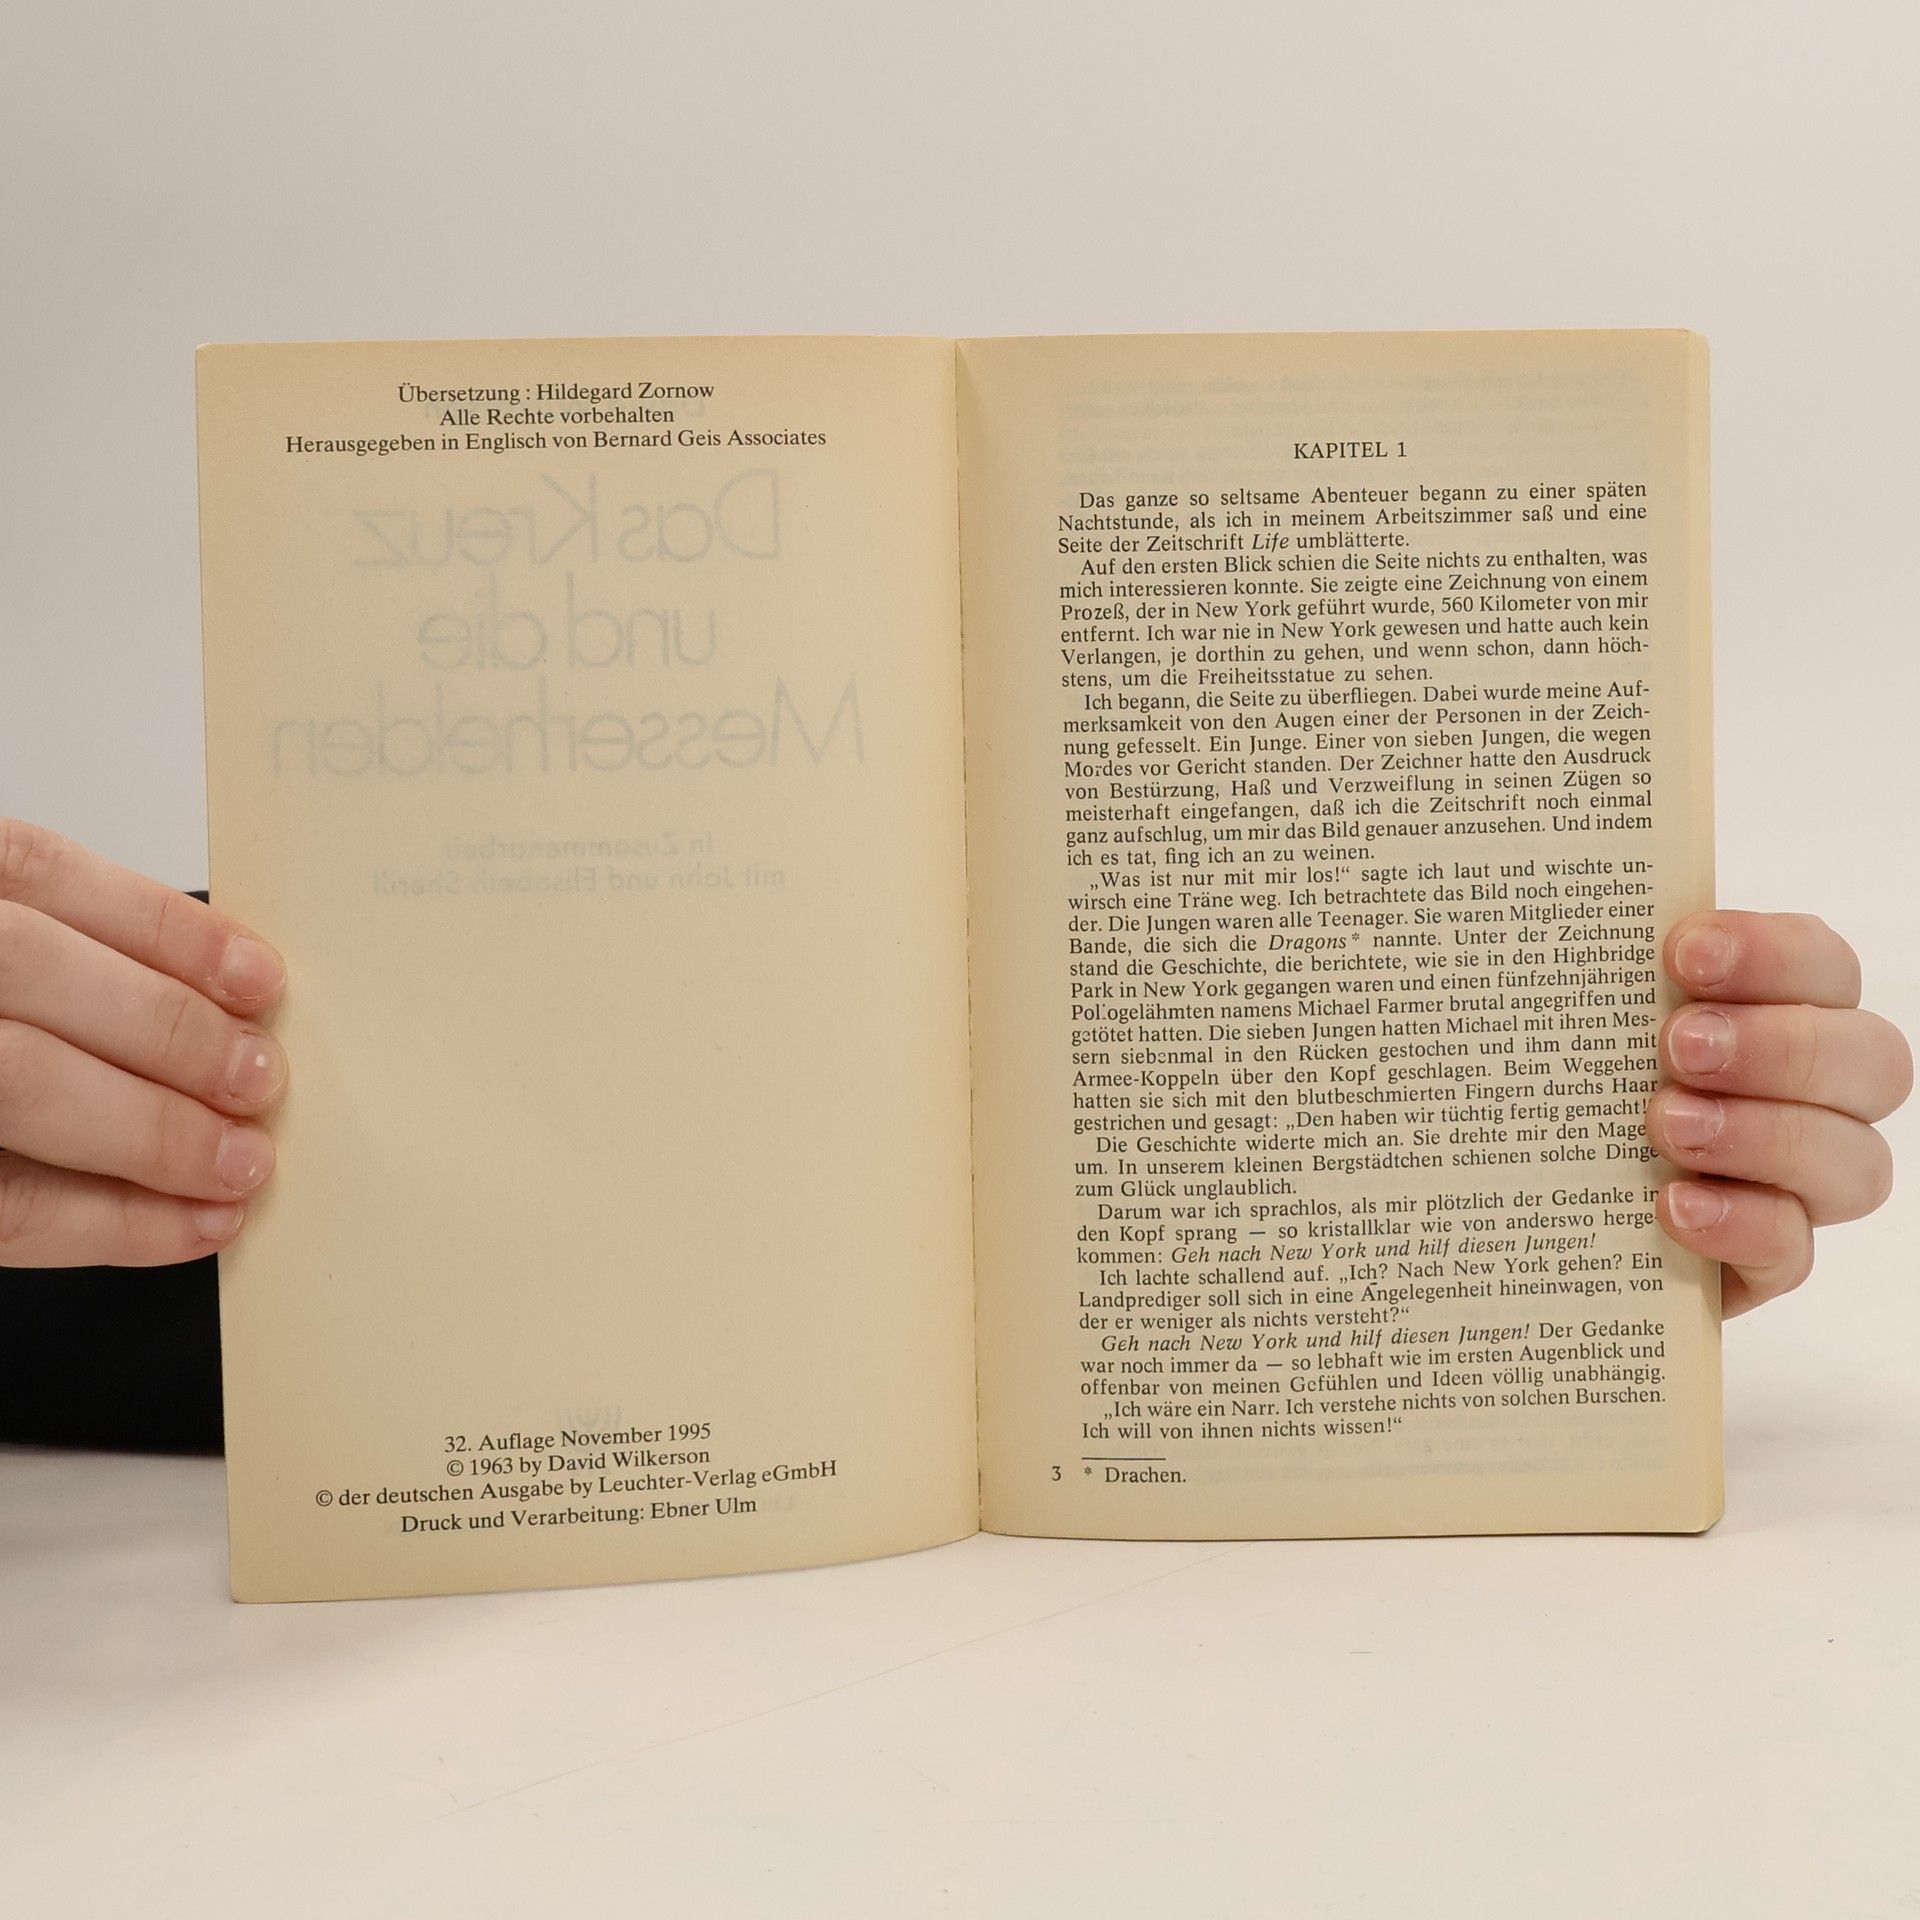 Übersetzung : Hildegard Zornow
Alle Rechte vorbehalten
Herausgegeben in Englisch von Bernard Geis Associates
Das Kreuz
und die
Messerhelden
In Zusammenarbeit
mit John und Elisabeth Sherill
32. Auflage November 1995
© 1963 by David Wilkerson
© der deutschen Ausgabe by Leuchter-Verlag eGmbH
Druck und Verarbeitung: Ebner Ulm
KAPITEL 1
Das ganze so seltsame Abenteuer begann zu einer späten
Nachtstunde, als ich in meinem Arbeitszimmer saß und eine
Seite der Zeitschrift Life umblätterte.
Auf den ersten Blick schien die Seite nichts zu enthalten, was
mich interessieren konnte. Sie zeigte eine Zeichnung von einem
Prozeß, der in New York geführt wurde, 560 Kilometer von mir
entfernt. Ich war nie in New York gewesen und hatte auch kein
Verlangen, je dorthin zu gehen, und wenn schon, dann höch-
stens, um die Freiheitsstatue zu sehen.
Ich begann, die Seite zu überfliegen. Dabei wurde meine Auf-
merksamkeit von den Augen einer der Personen in der Zeich-
nung gefesselt. Ein Junge. Einer von sieben Jungen, die wegen
Mordes vor Gericht standen. Der Zeichner hatte den Ausdruck
von Bestürzung, Haß und Verzweiflung in seinen Zügen so
meisterhaft eingefangen, daß ich die Zeitschrift noch einmal
ganz aufschlug, um mir das Bild genauer anzusehen. Und indem
ich es tat, fing ich an zu weinen.
„Was ist nur mit mir los!“ sagte ich laut und wischte un-
wirsch eine Träne weg. Ich betrachtete das Bild noch eingehen-
der. Die Jungen waren alle Teenager. Sie waren Mitglieder einer
Bande, die sich die Dragons* nannte. Unter der Zeichnung
stand die Geschichte, die berichtete, wie sie in den Highbridge
Park in New York gegangen waren und einen fünfzehnjährigen
Poliogelähmten namens Michael Farmer brutal angegriffen und
getötet hatten. Die sieben Jungen hatten Michael mit ihren Mes-
sern siebenmal in den Rücken gestochen und ihm dann mit
Armee-Koppeln über den Kopf geschlagen. Beim Weggehen
hatten sie sich mit den blutbeschmierten Fingern durchs Haar
gestrichen und gesagt: „Den haben wir tüchtig fertig gemacht!“
Die Geschichte widerte mich an. Sie drehte mir den Mage
um. In unserem kleinen Bergstädtchen schienen solche Dinge
zum Glück unglaublich.
Darum war ich sprachlos, als mir plötzlich der Gedanke in
den Kopf sprang — so kristallklar wie von anderswo herge-
kommen: Geh nach New York und hilf diesen Jungen!
Ich lachte schallend auf. „Ich? Nach New York gehen? Ein
Landprediger soll sich in eine Angelegenheit hineinwagen, von
der er weniger als nichts versteht?“
Geh nach New York und hilf diesen Jungen! Der Gedanke
war noch immer da — so lebhaft wie im ersten Augenblick und
offenbar von meinen Gefühlen und Ideen völlig unabhängig.
„Ich wäre ein Narr. Ich verstehe nichts von solchen Burschen.
Ich will von ihnen nichts wissen!“
3 * Drachen.